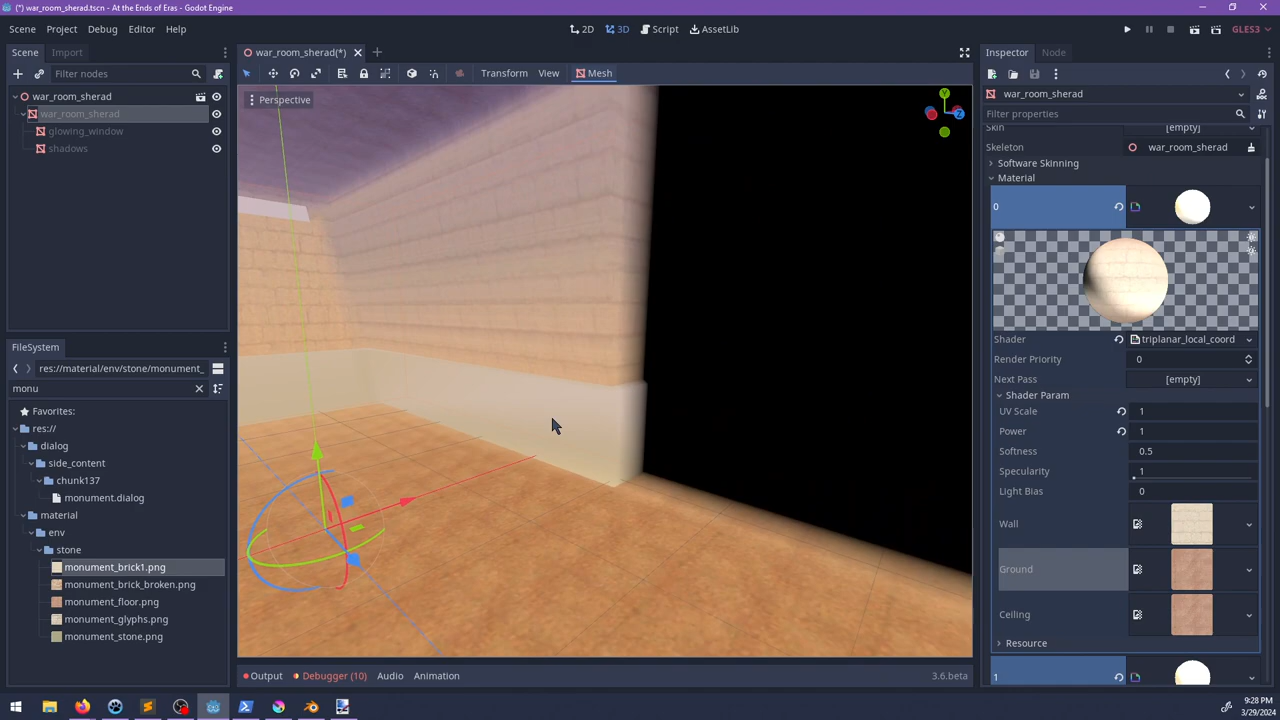 (*) war_room_sherad.tscn - At the Ends of Eras - Godot Engine
Scene Project Debug Editor Help
2D 3D Script AssetLib
GLES3
Scene Import
war_room_sherad(*)
Inspector Node
Filter nodes
Transform View Mesh
war_room_sherad
war_room_sherad
glowing_window
shadows
Perspective
Y
Z
war_room_sherad
Filter properties
Skin [empty]
Skeleton war_room_sherad
Software Skinning
Material
0
Shader triplanar_local_coord
Render Priority 0
Next Pass [empty]
Shader Param
UV Scale 1
Power 1
Softness 0.5
Specularity 1
Light Bias 0
Wall
Ground
Ceiling
Resource
1
FileSystem
res://material/env/stone/monument_
monu
Favorites:
res://
dialog
side_content
chunk137
monument.dialog
material
env
stone
monument_brick1.png
monument_brick_broken.png
monument_floor.png
monument_glyphs.png
monument_stone.png
Output Debugger (10) Audio Animation
3.6.beta
9:28 PM
3/29/2024